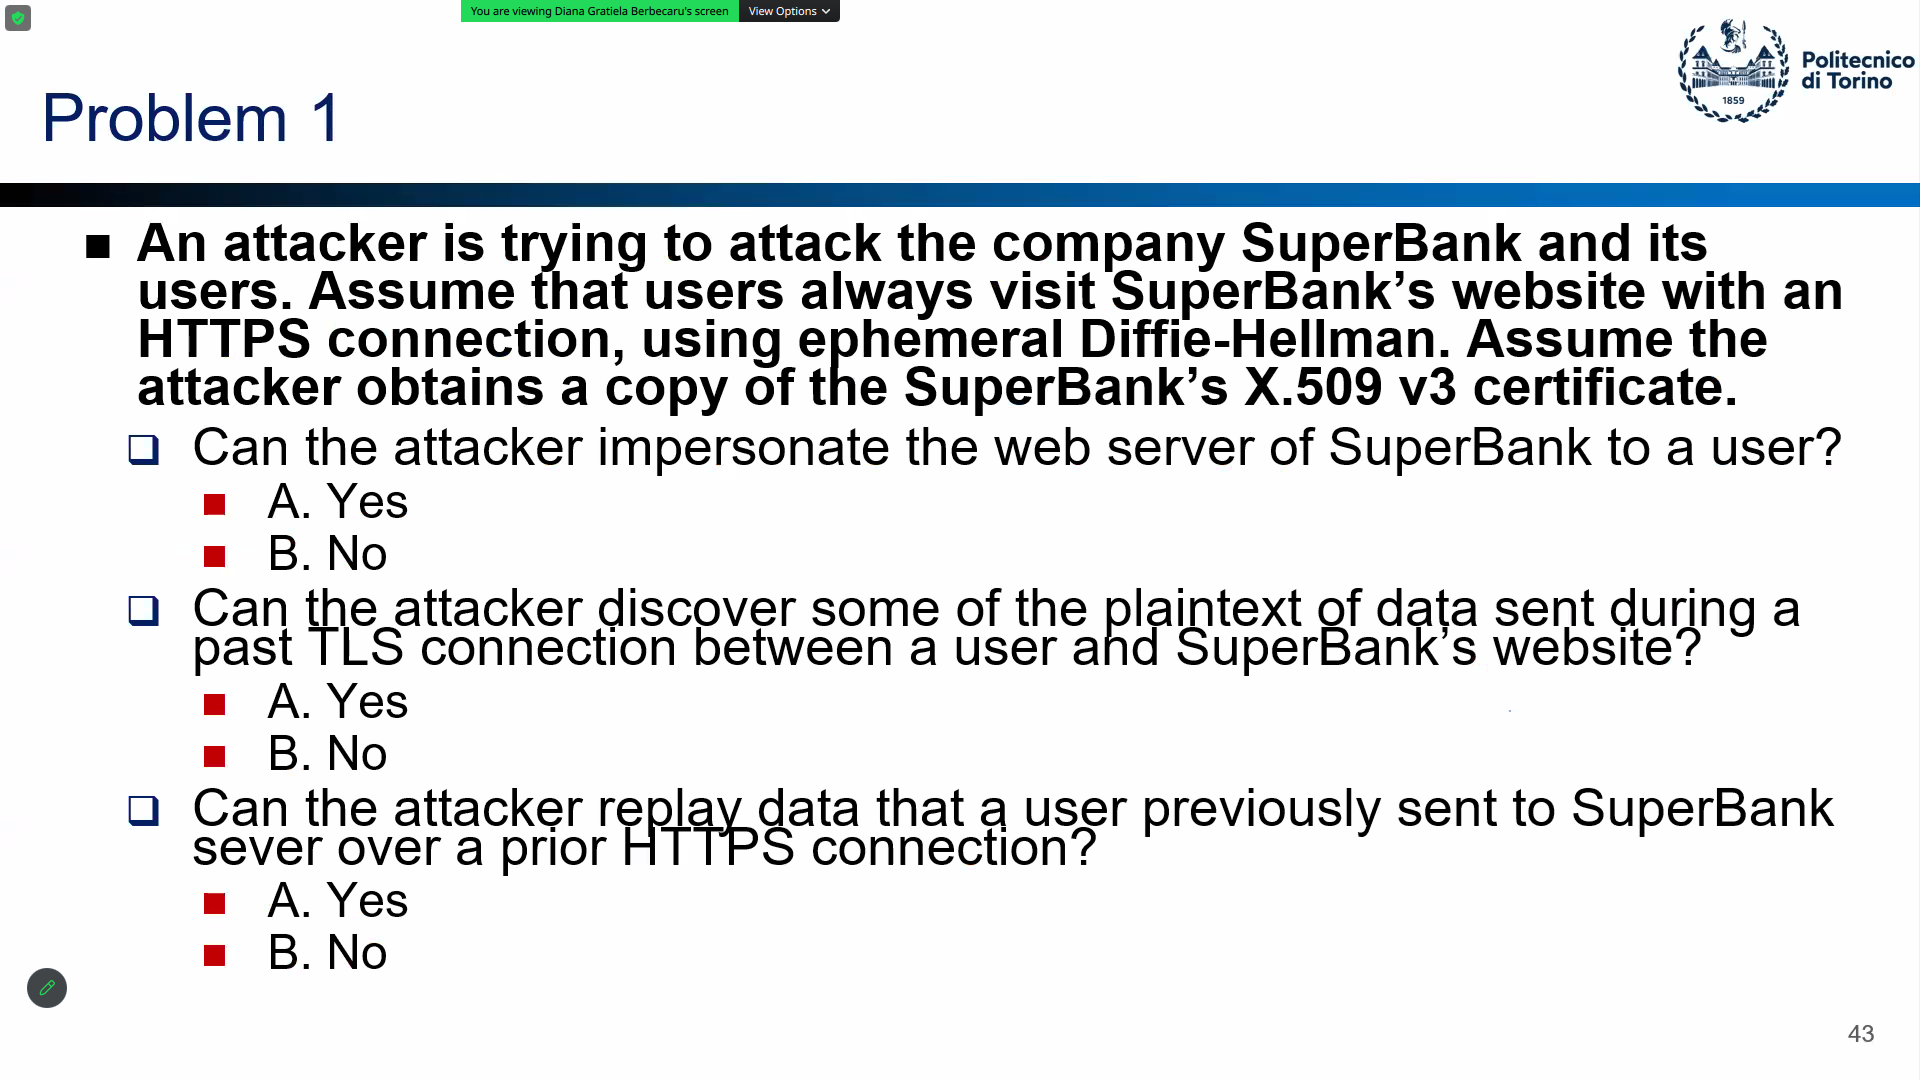 You are viewing Diana Gratiela Berbecaru's screen
View Options
Politecnico
di Torino
1859
Problem 1
An attacker is trying to attack the company SuperBank and its
users. Assume that users always visit SuperBank’s website with an
HTTPS connection, using ephemeral Diffie-Hellman. Assume the
attacker obtains a copy of the SuperBank’s X.509 v3 certificate.
Can the attacker impersonate the web server of SuperBank to a user?
A. Yes
B. No
Can the attacker discover some of the plaintext of data sent during a
past TLS connection between a user and SuperBank’s website?
A. Yes
B. No
Can the attacker replay data that a user previously sent to SuperBank
sever over a prior HTTPS connection?
A. Yes
B. No
43